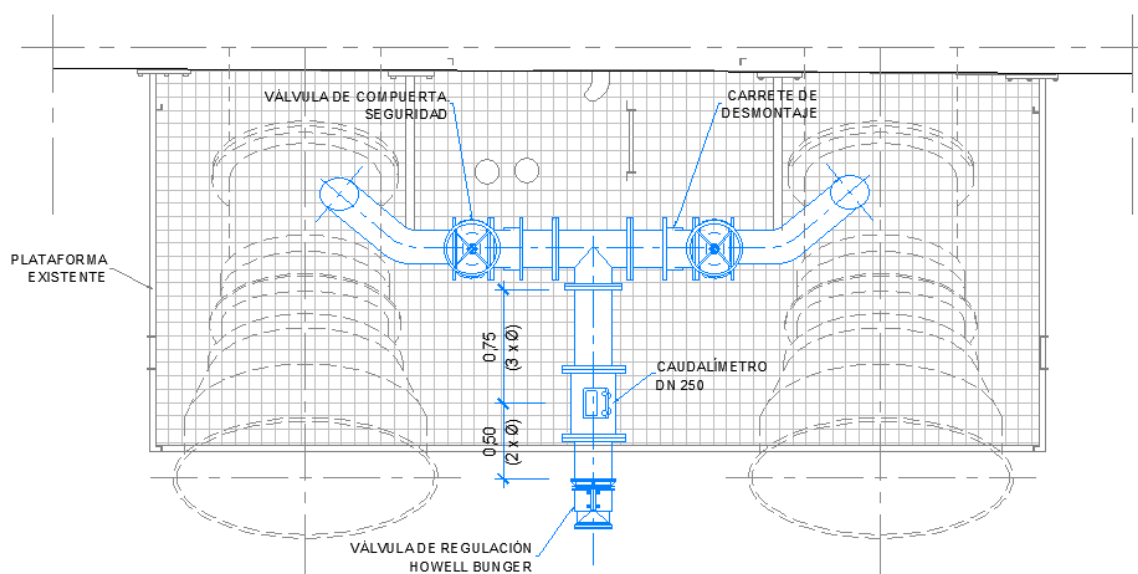 VÁLVULA DE COMPUERTA
SEGURIDAD
CARRETE DE
DESMONTAJE
PLATAFORMA
EXISTENTE
0,75
(3 x Ø)
CAUDALÍMETRO
DN 250
0,50
(2 x Ø)
VÁLVULA DE REGULACIÓN
HOWELL BUNGER